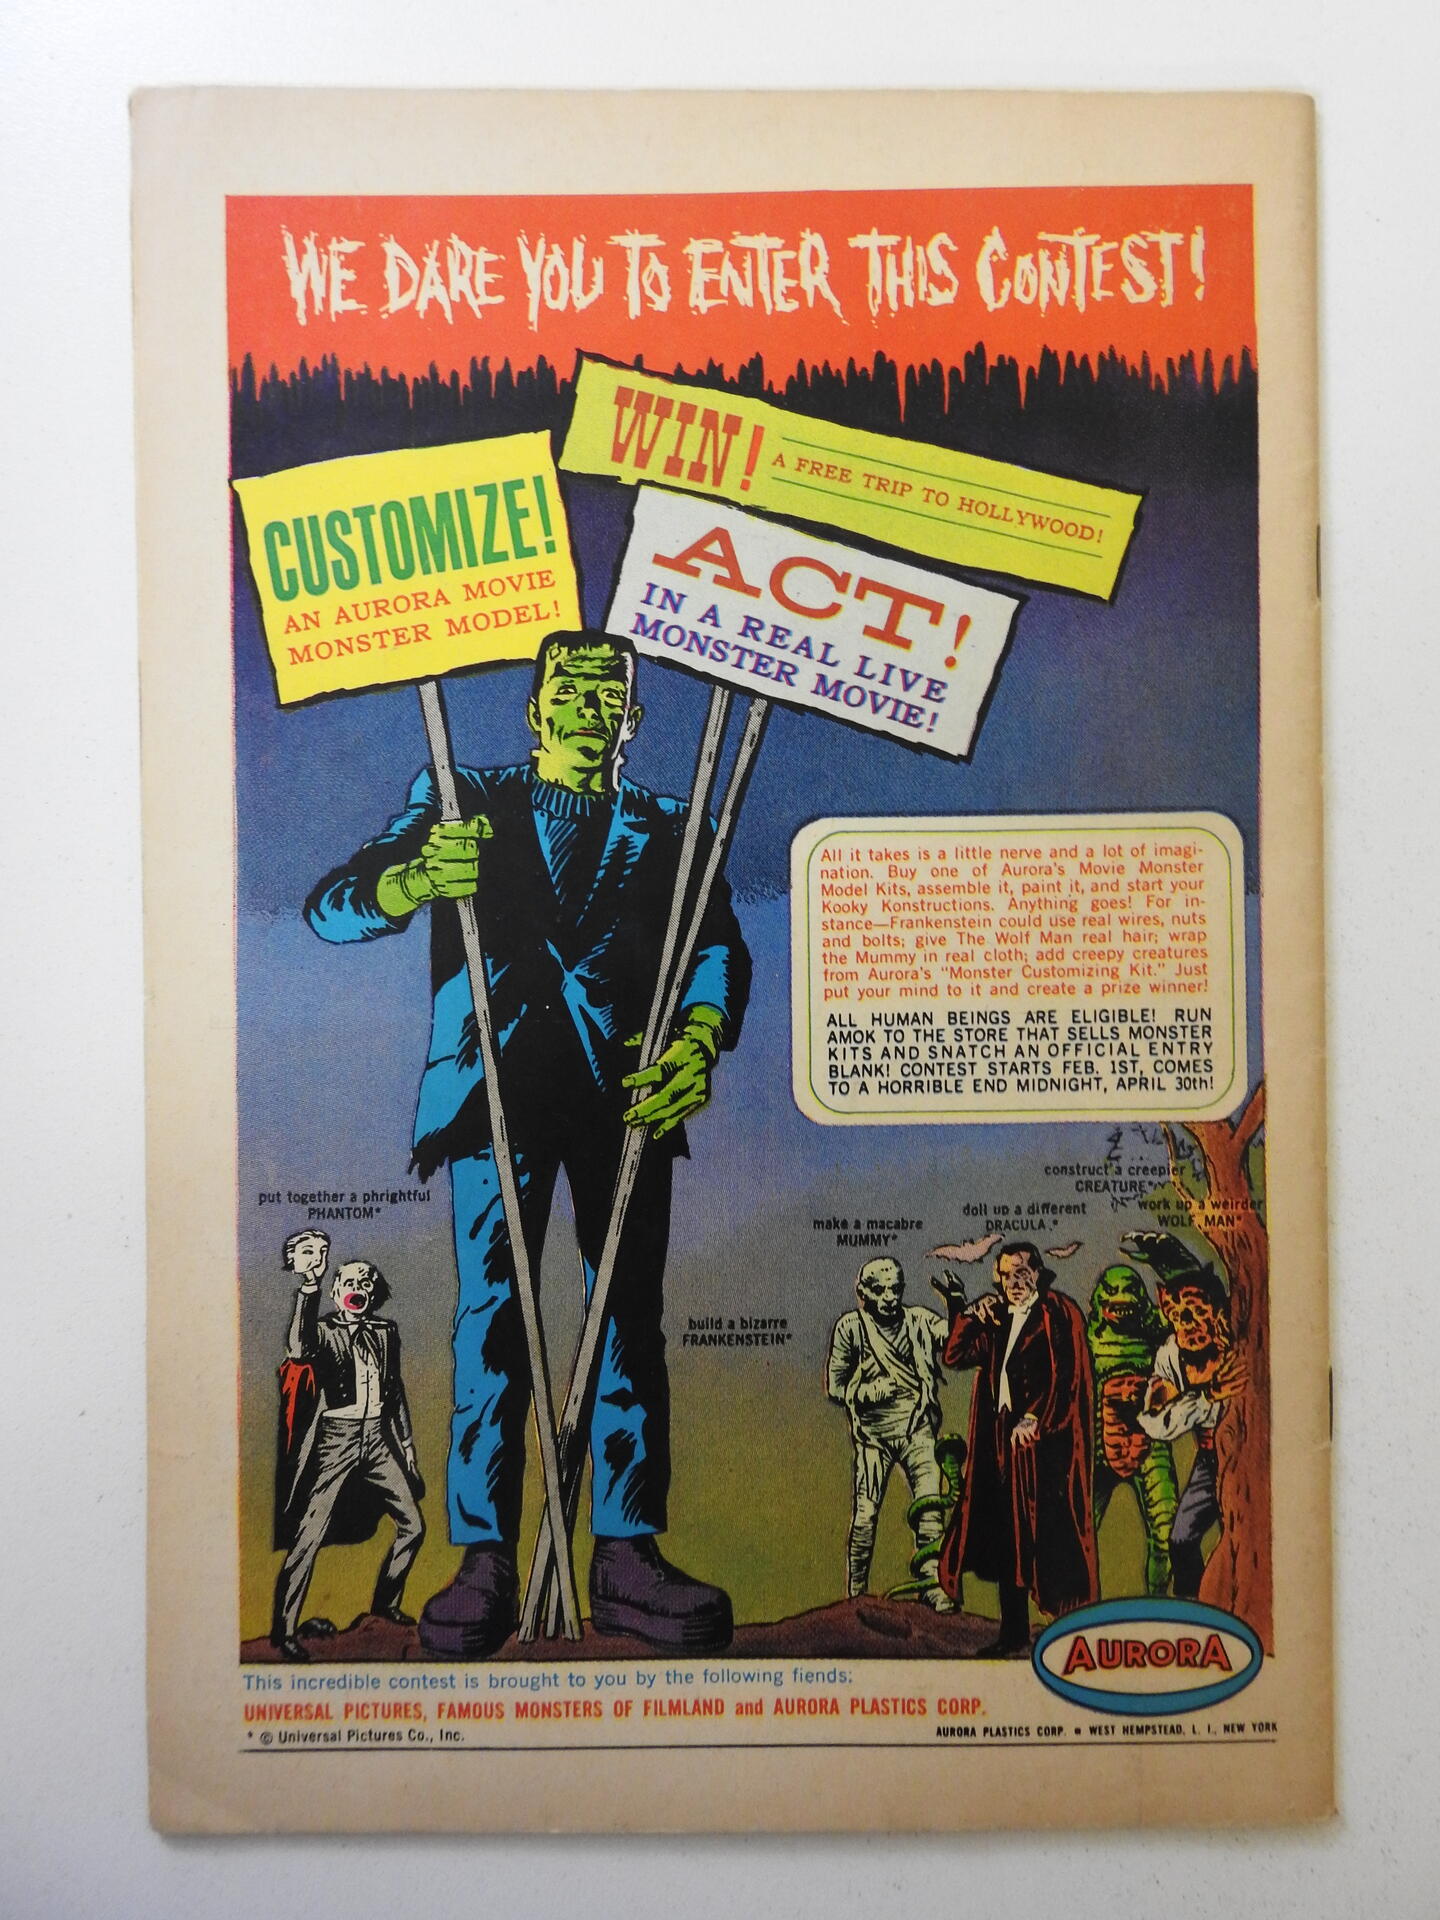 WE DARE YOU TO ENTER THIS CONTEST!
WIN! A FREE TRIP TO HOLLYWOOD!
CUSTOMIZE!
AN AURORA MOVIE
MONSTER MODEL!
ACT!
IN A REAL LIVE
MONSTER MOVIE!
All it takes is a little nerve and a lot of imagi-
nation. Buy one of Aurora's Movie Monster
Model Kits, assemble it, paint it, and start your
Kooky Konstructions. Anything goes! For in-
stance—Frankenstein could use real wires, nuts
and bolts; give The Wolf Man real hair; wrap
the Mummy in real cloth; add creepy creatures
from Aurora's "Monster Customizing Kit." Just
put your mind to it and create a prize winner!
ALL HUMAN BEINGS ARE ELIGIBLE! RUN
AMOK TO THE STORE THAT SELLS MONSTER
KITS AND SNATCH AN OFFICIAL ENTRY
BLANK! CONTEST STARTS FEB. 1ST, COMES
TO A HORRIBLE END MIDNIGHT, APRIL 30th!
put together a phrightful
PHANTOM*
build a bizarre
FRANKENSTEIN*
make a macabre
MUMMY*
doll up a different
DRACULA*
construct a creepier
CREATURE*
work up a weirder
WOLF MAN*
AURORA
This incredible contest is brought to you by the following fiends:
UNIVERSAL PICTURES, FAMOUS MONSTERS OF FILMLAND and AURORA PLASTICS CORP.
* © Universal Pictures Co., Inc.
AURORA PLASTICS CORP. • WEST HEMPSTEAD, L. I., NEW YORK